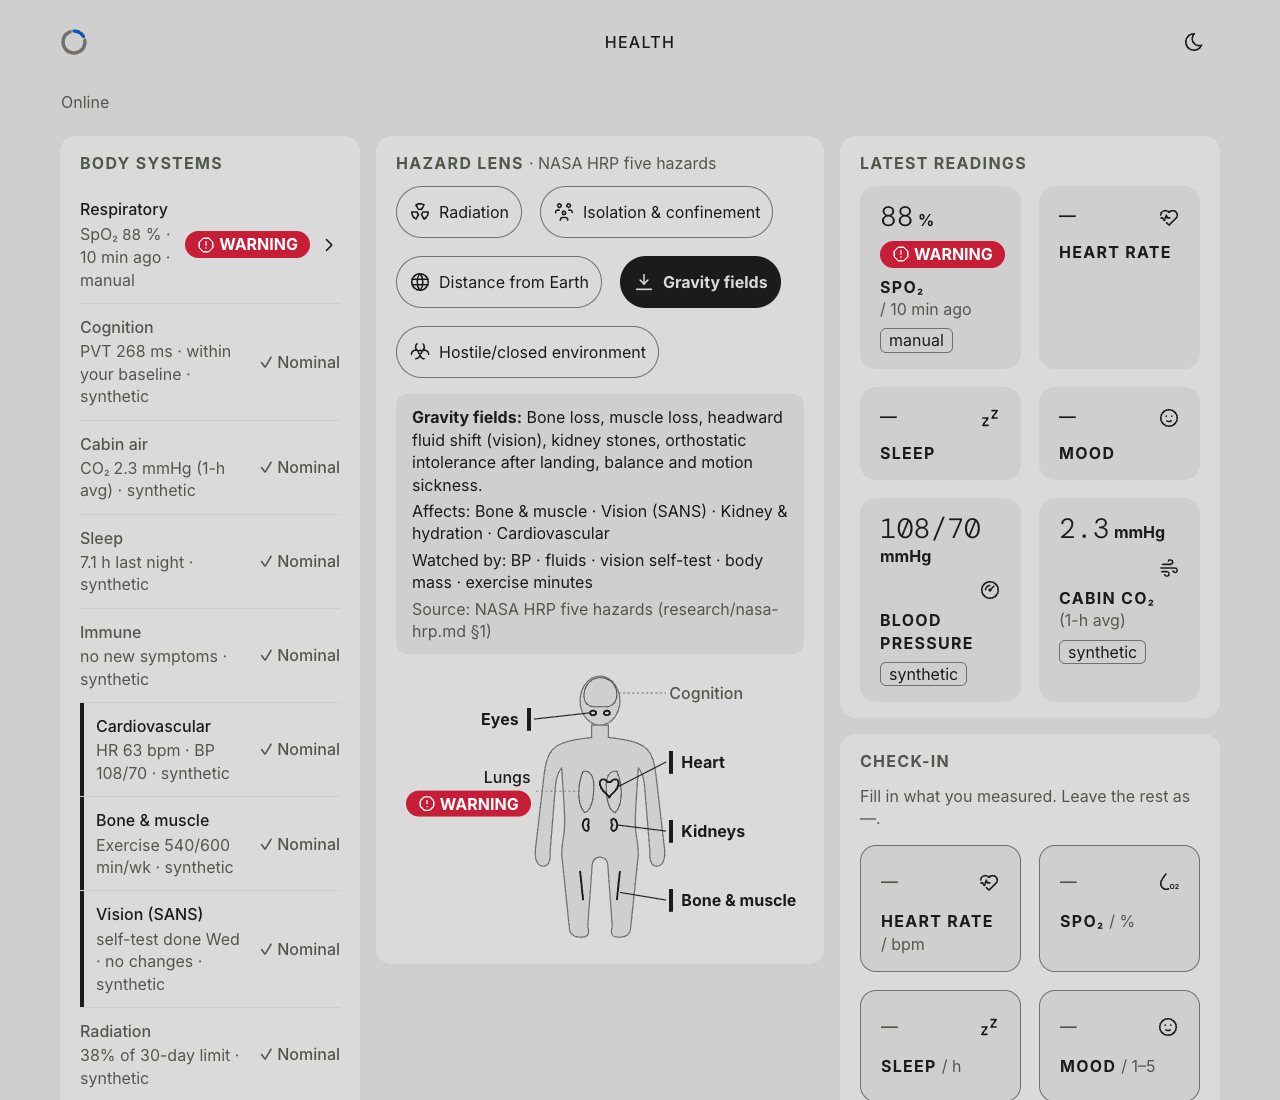 HEALTH
Online
BODY SYSTEMS
Respiratory
SpO₂ 88 % ·
10 min ago ·
manual
WARNING
Cognition
PVT 268 ms · within
your baseline ·
synthetic
Nominal
Cabin air
CO₂ 2.3 mmHg (1-h
avg) · synthetic
Nominal
Sleep
7.1 h last night ·
synthetic
Nominal
Immune
no new symptoms ·
synthetic
Nominal
Cardiovascular
HR 63 bpm · BP
108/70 · synthetic
Nominal
Bone & muscle
Exercise 540/600
min/wk · synthetic
Nominal
Vision (SANS)
self-test done Wed
· no changes ·
synthetic
Nominal
Radiation
38% of 30-day limit ·
synthetic
Nominal
HAZARD LENS · NASA HRP five hazards
Radiation
Isolation & confinement
Distance from Earth
Gravity fields
Hostile/closed environment
Gravity fields: Bone loss, muscle loss, headward
fluid shift (vision), kidney stones, orthostatic
intolerance after landing, balance and motion
sickness.
Affects: Bone & muscle · Vision (SANS) · Kidney &
hydration · Cardiovascular
Watched by: BP · fluids · vision self-test · body
mass · exercise minutes
Source: NASA HRP five hazards (research/nasa-
hrp.md §1)
Cognition
Eyes
Heart
Lungs
WARNING
Kidneys
Bone & muscle
LATEST READINGS
88 %
WARNING
SPO₂
/ 10 min ago
manual
—
HEART RATE
—
zZ
SLEEP
—
MOOD
108/70
mmHg
BLOOD
PRESSURE
synthetic
2.3 mmHg
CABIN CO₂
(1-h avg)
synthetic
CHECK-IN
Fill in what you measured. Leave the rest as
—.
—
HEART RATE
/ bpm
—
O2
SPO₂ / %
—
zZ
SLEEP / h
—
MOOD / 1–5